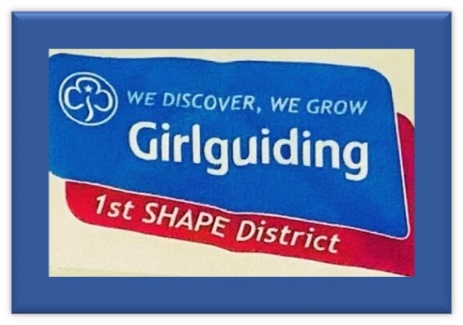 WE DISCOVER, WE GROW
Girlguiding
1st SHAPE District